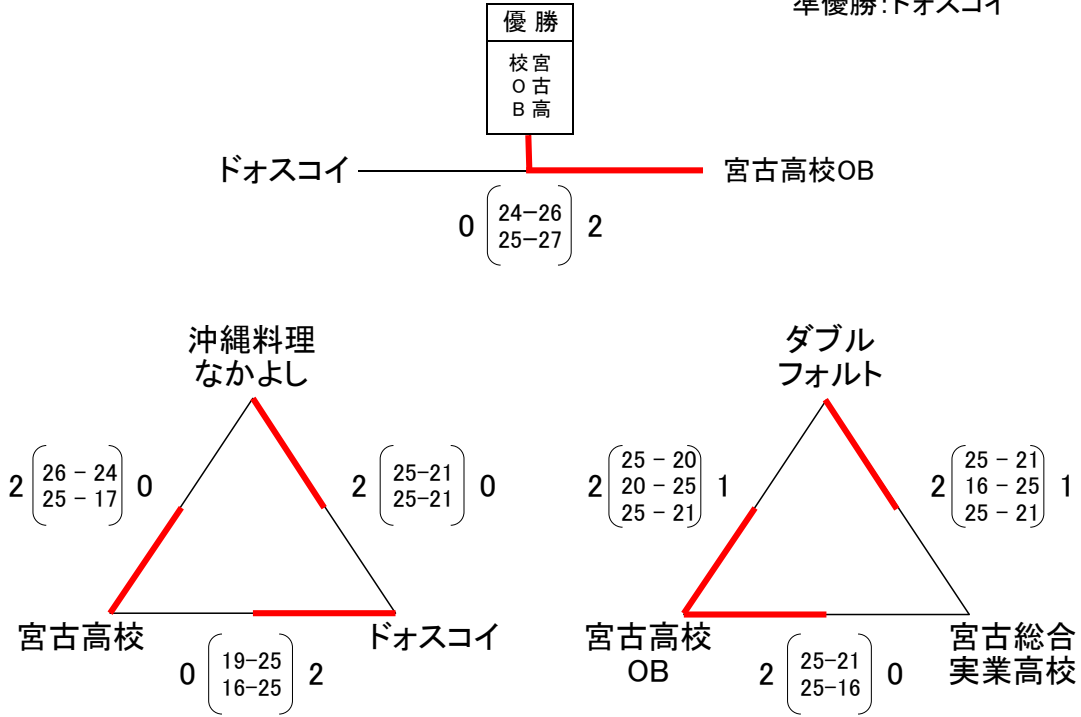 準優勝:ドォスコイ
優 勝
宮古高校OB
ドォスコイ
宮古高校OB
0
24−26
25−27
2
沖縄料理
なかよし
2
26 − 24
25 − 17
0
2
25−21
25−21
0
宮古高校
ドォスコイ
0
19−25
16−25
2
ダブル
フォルト
2
25 − 20
20 − 25
25 − 21
1
2
25 − 21
16 − 25
25 − 21
1
宮古高校
OB
宮古総合
実業高校
2
25−21
25−16
0